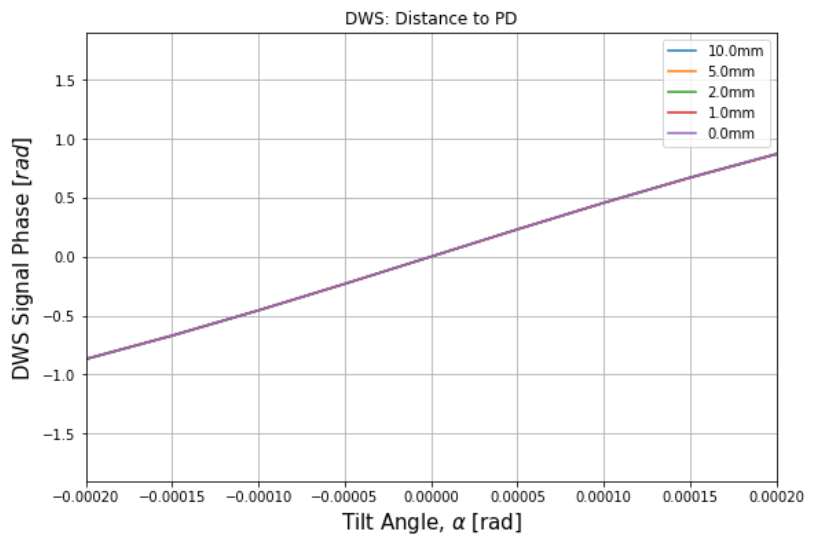 DWS: Distance to PD
10.0mm
5.0mm
2.0mm
1.0mm
0.0mm
DWS Signal Phase [rad]
1.5
1.0
0.5
0.0
−0.5
−1.0
−1.5
−0.00020 −0.00015 −0.00010 −0.00005 0.00000 0.00005 0.00010 0.00015 0.00020
Tilt Angle, α [rad]